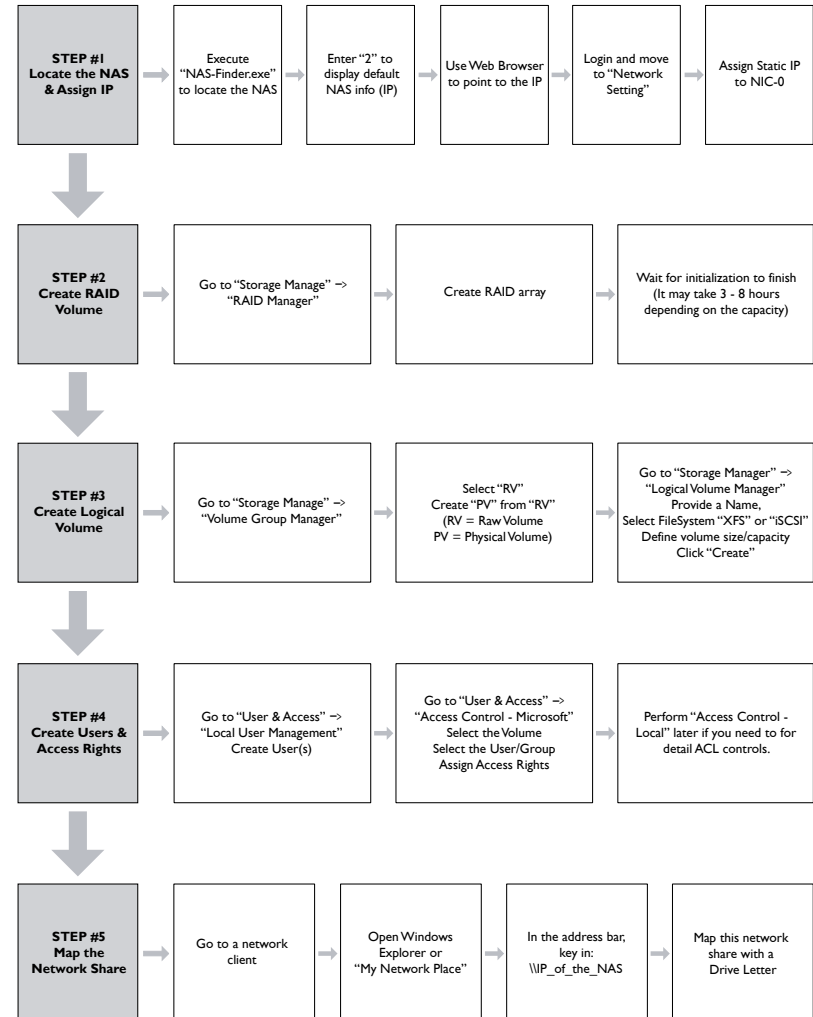 STEP #1
Locate the NAS
& Assign IP
Execute
“NAS-Finder.exe”
to locate the NAS
Enter “2” to
display default
NAS info (IP)
Use Web Browser
to point to the IP
Login and move
to “Network
Setting”
Assign Static IP
to NIC-0
STEP #2
Create RAID
Volume
Go to “Storage Manage” –>
“RAID Manager”
Create RAID array
Wait for initialization to finish
(It may take 3 - 8 hours
depending on the capacity)
STEP #3
Create Logical
Volume
Go to “Storage Manage” –>
“Volume Group Manager”
Select “RV”
Create “PV” from “RV”
(RV = Raw Volume
PV = Physical Volume)
Go to “Storage Manager” –>
“Logical Volume Manager”
Provide a Name,
Select FileSystem “XFS” or “iSCSI”
Define volume size/capacity
Click “Create”
STEP #4
Create Users &
Access Rights
Go to “User & Access” –>
“Local User Management”
Create User(s)
Go to “User & Access” –>
“Access Control - Microsoft”
Select the Volume
Select the User/Group
Assign Access Rights
Perform “Access Control -
Local” later if you need to for
detail ACL controls.
STEP #5
Map the
Network Share
Go to a network
client
Open Windows
Explorer or
“My Network Place”
In the address bar,
key in:
\\IP_of_the_NAS
Map this network
share with a
Drive Letter